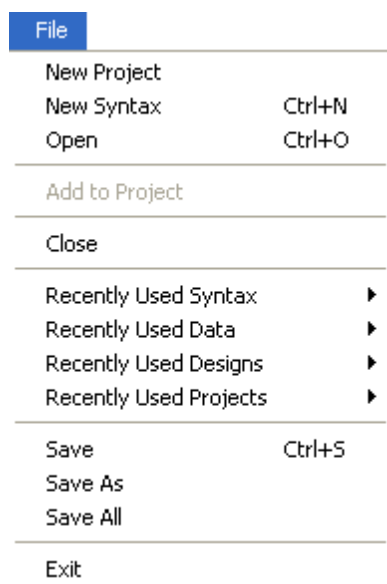 File
New Project
New Syntax Ctrl+N
Open Ctrl+O
Add to Project
Close
Recently Used Syntax
Recently Used Data
Recently Used Designs
Recently Used Projects
Save Ctrl+S
Save As
Save All
Exit